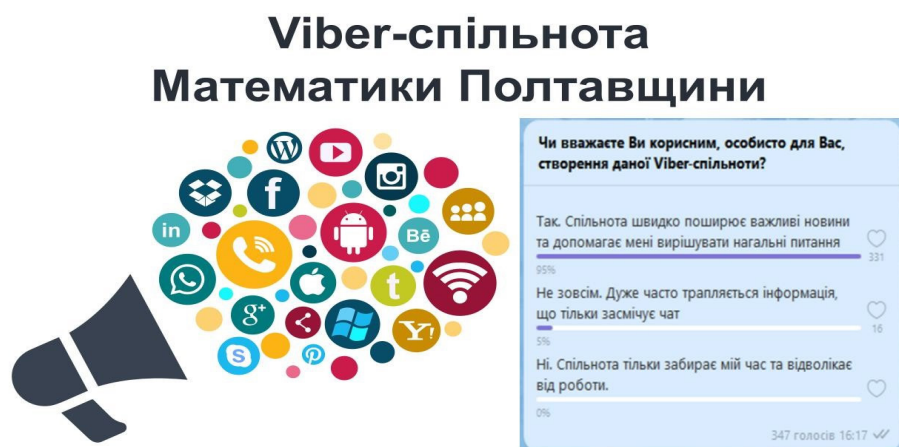 Viber-спільнота
Математики Полтавщини
Чи вважаєте Ви корисним, особисто для Вас,
створення даної Viber-спільноти?
Так. Спільнота швидко поширює важливі новини
та допомагає мені вирішувати нагальні питання
331
95%
Не зовсім. Дуже часто трапляється інформація,
що тільки засмічує чат
16
5%
Ні. Спільнота тільки забирає мій час та відволікає
від роботи.
0%
347 голосів 16:17
in
f
Bē
t
g+
Y!
S